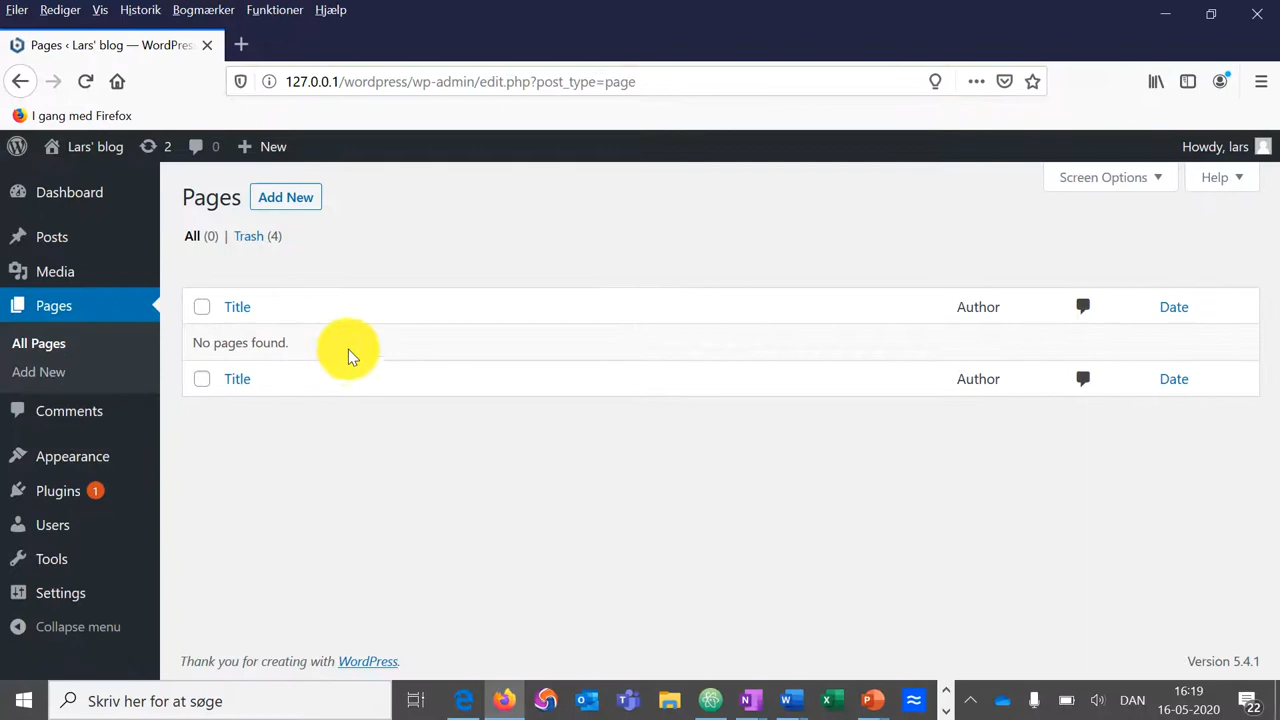 Filer Rediger Vis Historik Bogmærker Funktioner Hjælp
Pages ‹ Lars' blog — WordPres
127.0.0.1/wordpress/wp-admin/edit.php?post_type=page
I gang med Firefox
Lars' blog 2 0 New Howdy, lars
Screen Options Help
Dashboard
Posts
Media
Pages
All Pages
Add New
Comments
Appearance
Plugins 1
Users
Tools
Settings
Collapse menu
Pages Add New
All (0) | Trash (4)
Title Author Date
No pages found.
Title Author Date
Thank you for creating with WordPress. Version 5.4.1
Skriv her for at søge
DAN
16:19
16-05-2020
22